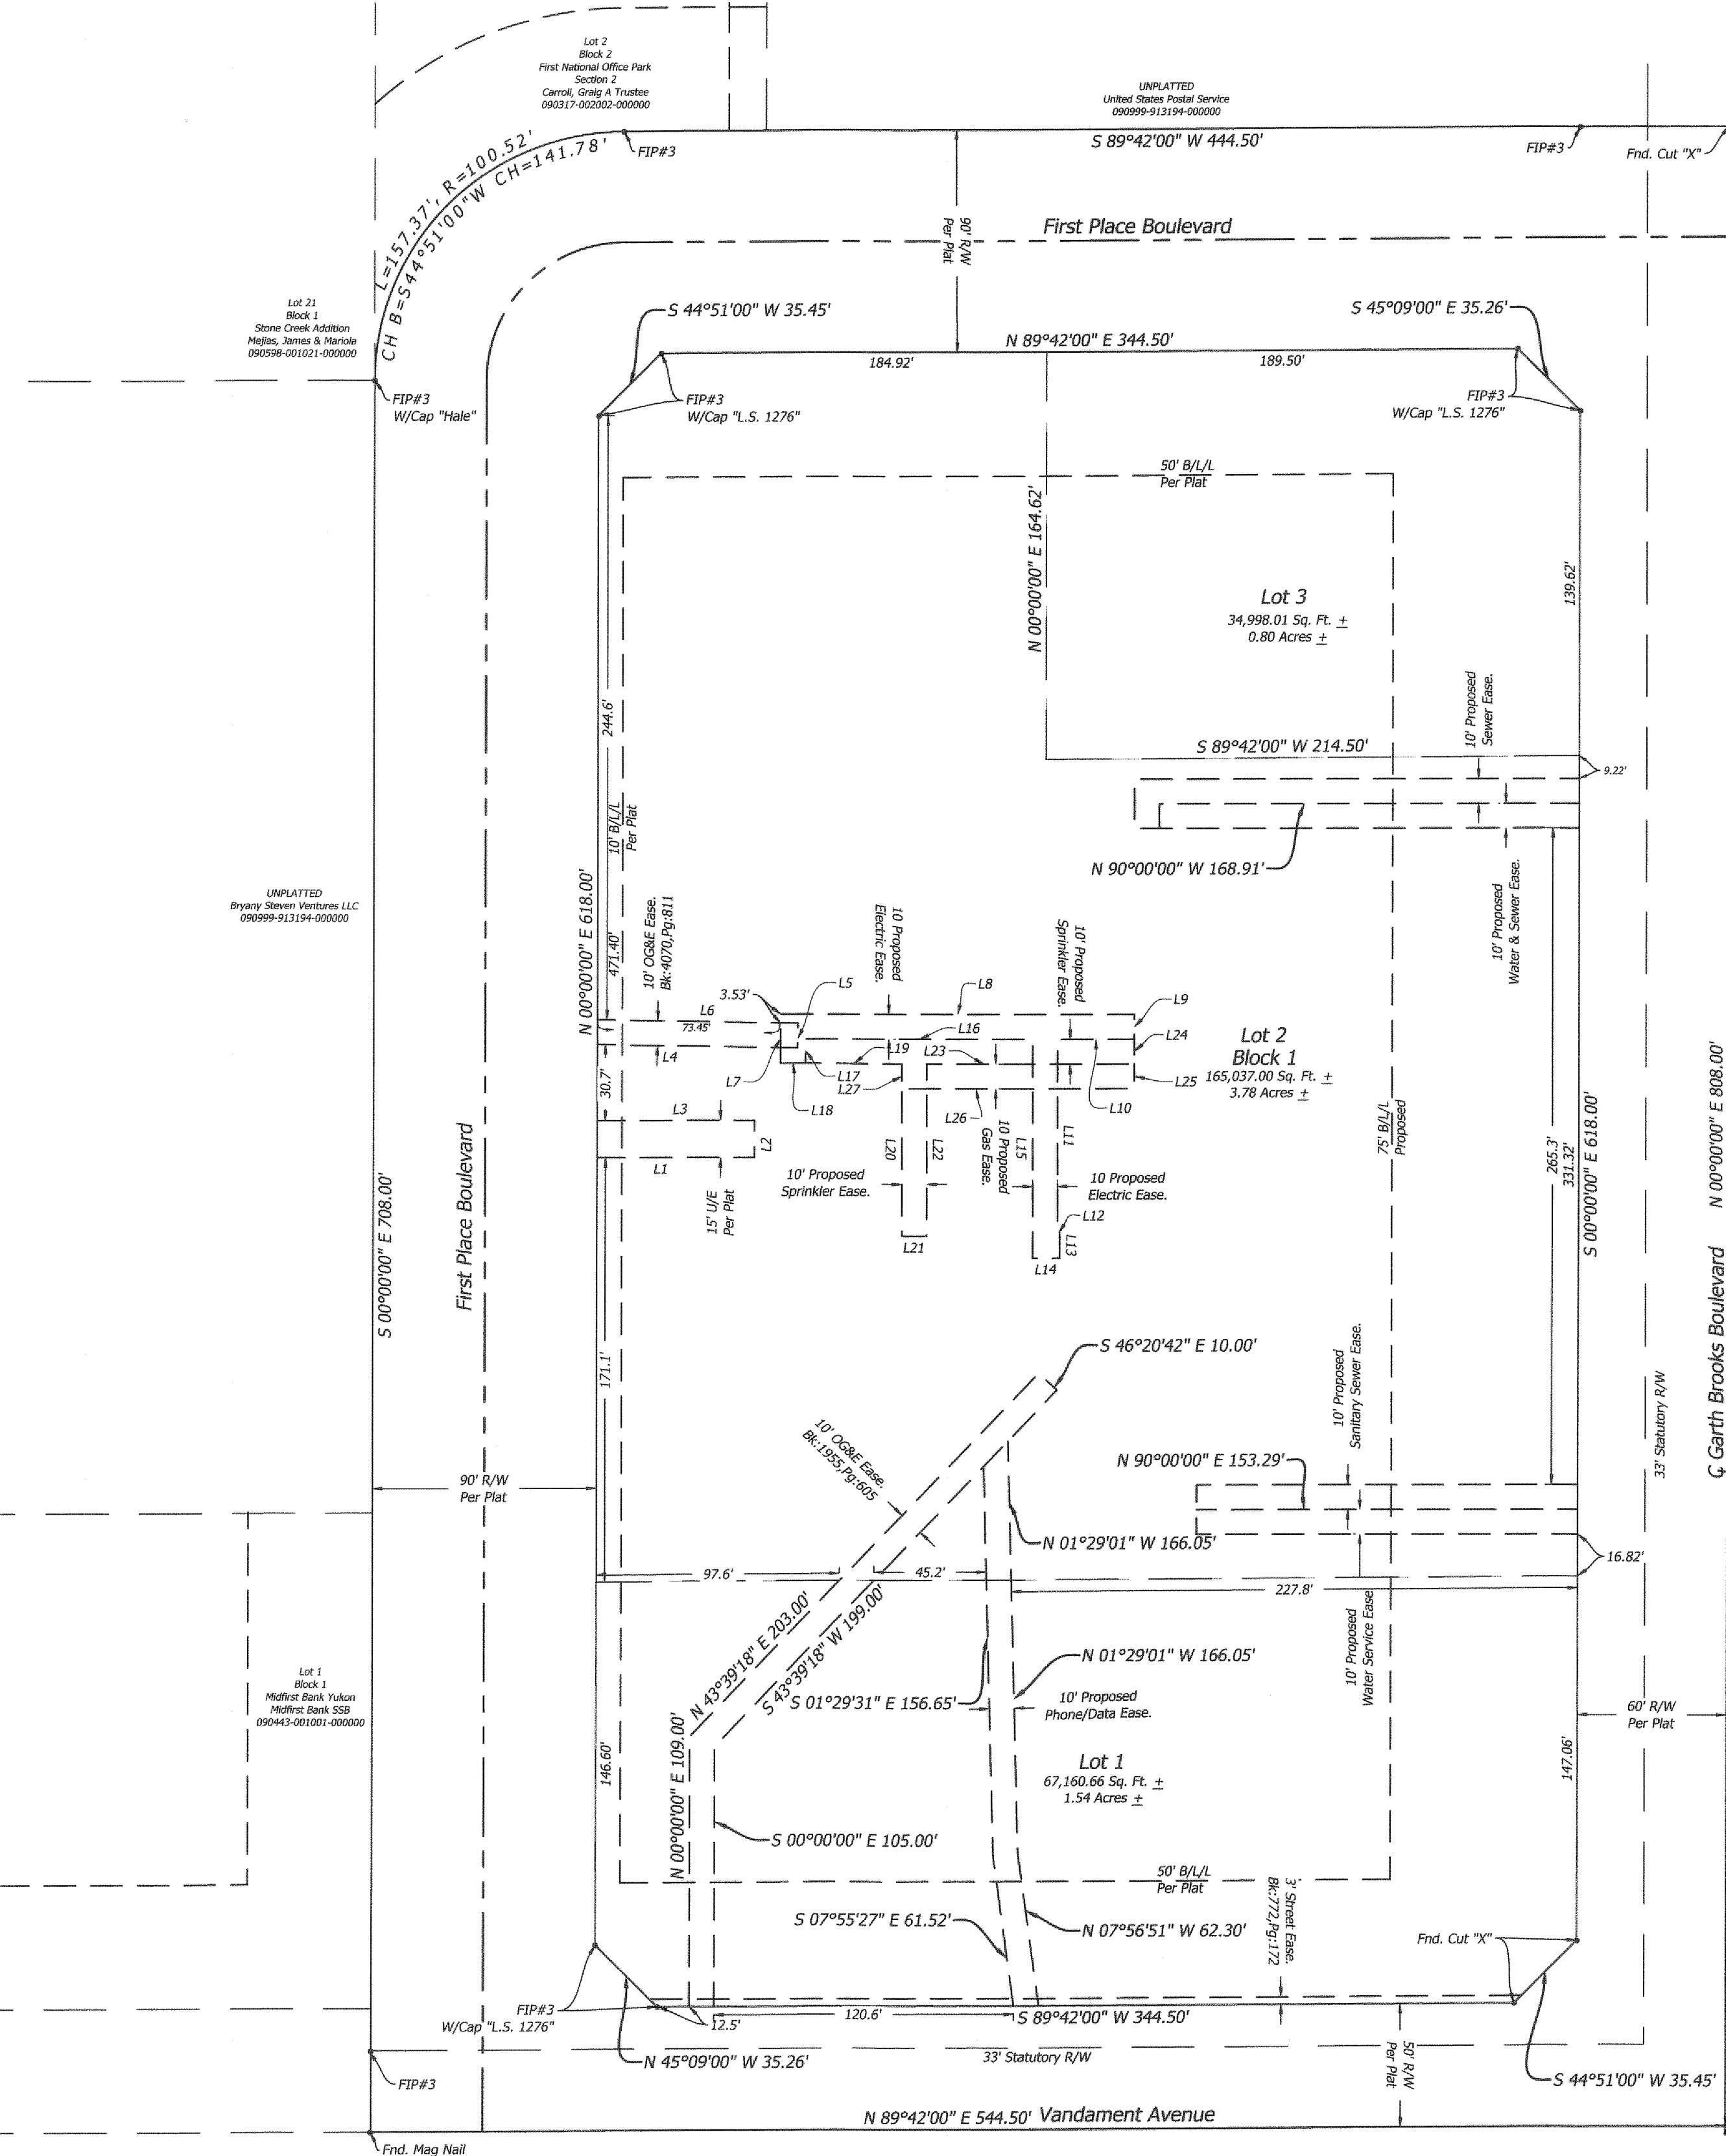 Lot 2
Block 2
First National Office Park
Section 2
Carroll, Graig A Trustee
090317-002002-000000
UNPLATTED
United States Postal Service
090999-913194-000000
S 89°42'00" W 444.50'
FIP#3
FIP#3
Fnd. Cut "X"
L=157.37', R=100.52'
CH B=S44°51'00"W CH=141.78'
90' R/W
Per Plat
First Place Boulevard
Lot 21
Block 1
Stone Creek Addition
Mejias, James & Mariola
090598-001021-000000
S 44°51'00" W 35.45'
S 45°09'00" E 35.26'
N 89°42'00" E 344.50'
184.92'
189.50'
FIP#3
W/Cap "Hale"
FIP#3
W/Cap "L.S. 1276"
FIP#3
W/Cap "L.S. 1276"
50' B/L/L
Per Plat
N 00°00'00" E 164.62'
139.62'
Lot 3
34,998.01 Sq. Ft. ±
0.80 Acres ±
244.6'
10' Proposed
Sewer Ease.
S 89°42'00" W 214.50'
9.22'
10' B/L/L
Per Plat
N 90°00'00" W 168.91'
10' Proposed
Water & Sewer Ease.
UNPLATTED
Bryany Steven Ventures LLC
090999-913194-000000
N 00°00'00" E 618.00'
471.40'
10' OG&E Ease.
Bk:4070,Pg:811
10 Proposed
Electric Ease.
10' Proposed
Sprinkler Ease.
3.53'
L5
L8
L9
L6
73.45'
L16
L24
L4
L19
L23
L7
L17
L27
L25
L18
L26
L10
Lot 2
Block 1
165,037.00 Sq. Ft. ±
3.78 Acres ±
30.7'
L3
L2
L1
15' U/E
Per Plat
L20
L22
10 Proposed
Gas Ease.
L15
L11
10' Proposed
Sprinkler Ease.
10 Proposed
Electric Ease.
L12
L13
L21
L14
75' B/L/L
Proposed
265.3'
331.32'
S 00°00'00" E 618.00'
N 00°00'00" E 808.00'
S 00°00'00" E 708.00'
First Place Boulevard
171.1'
℄ Garth Brooks Boulevard
33' Statutory R/W
S 46°20'42" E 10.00'
10' OG&E Ease.
Bk:1955,Pg:605
10' Proposed
Sanitary Sewer Ease.
N 90°00'00" E 153.29'
90' R/W
Per Plat
N 01°29'01" W 166.05'
16.82'
97.6'
45.2'
227.8'
10' Proposed
Water Service Ease
N 43°39'18" E 203.00'
S 43°39'18" W 199.00'
N 01°29'01" W 166.05'
S 01°29'31" E 156.65'
10' Proposed
Phone/Data Ease.
Lot 1
Block 1
Midfirst Bank Yukon
Midfirst Bank SSB
090443-001001-000000
60' R/W
Per Plat
146.60'
147.06'
Lot 1
67,160.66 Sq. Ft. ±
1.54 Acres ±
N 00°00'00" E 109.00'
S 00°00'00" E 105.00'
50' B/L/L
Per Plat
3' Street Ease.
Bk:772,Pg:172
S 07°55'27" E 61.52'
N 07°56'51" W 62.30'
Fnd. Cut "X"
FIP#3
W/Cap "L.S. 1276"
12.5'
120.6'
S 89°42'00" W 344.50'
N 45°09'00" W 35.26'
33' Statutory R/W
50' R/W
Per Plat
S 44°51'00" W 35.45'
FIP#3
N 89°42'00" E 544.50' Vandament Avenue
Fnd. Mag Nail